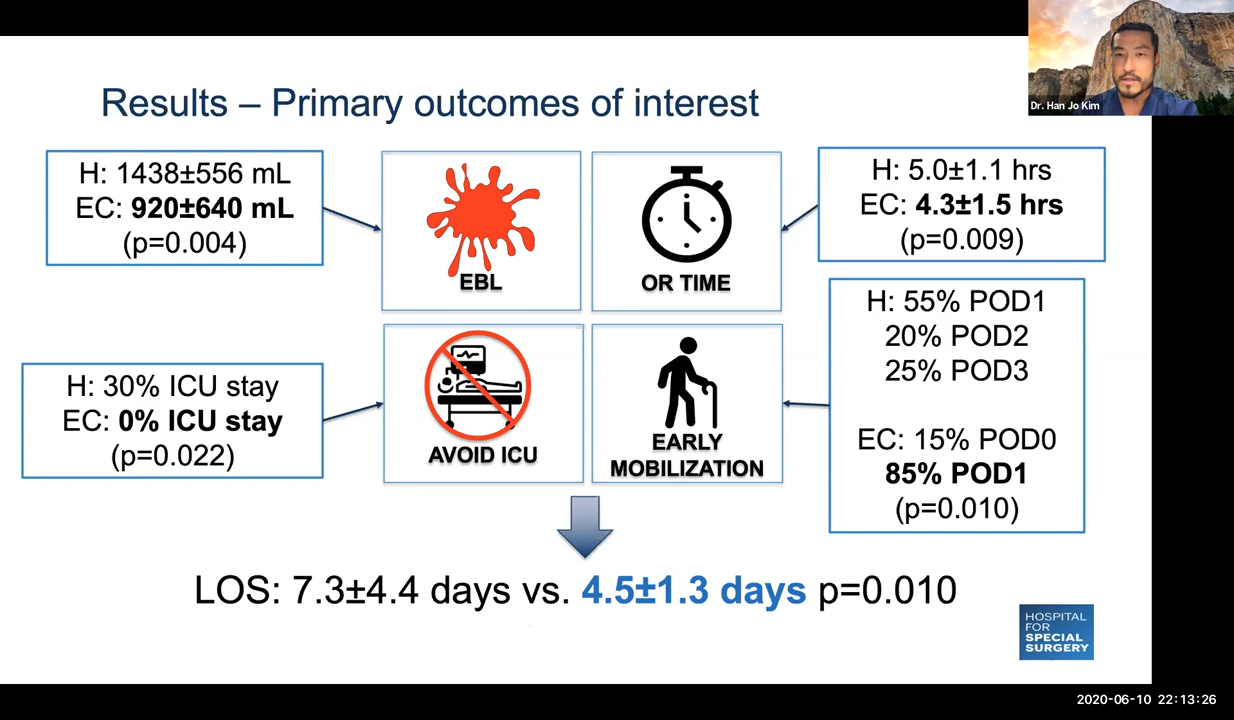 Dr. Han Jo Kim
Results – Primary outcomes of interest
H: 1438±556 mL
EC: 920±640 mL
(p=0.004)
EBL
OR TIME
H: 5.0±1.1 hrs
EC: 4.3±1.5 hrs
(p=0.009)
H: 30% ICU stay
EC: 0% ICU stay
(p=0.022)
AVOID ICU
EARLY
MOBILIZATION
H: 55% POD1
20% POD2
25% POD3
EC: 15% POD0
85% POD1
(p=0.010)
LOS: 7.3±4.4 days vs. 4.5±1.3 days p=0.010
HOSPITAL
FOR
SPECIAL
SURGERY
2020-06-10 22:13:26